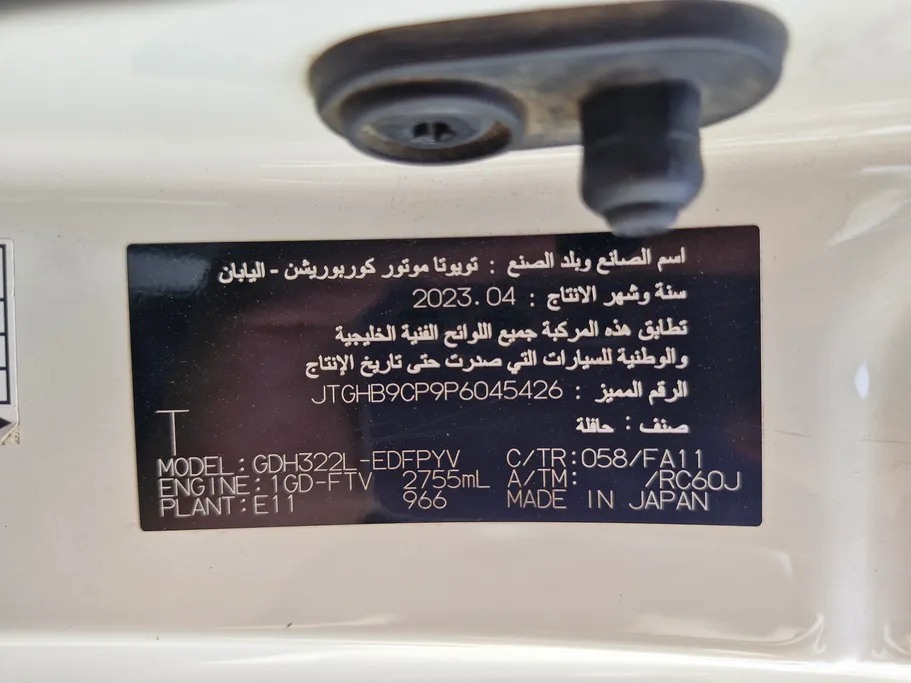 اسم الصانع وبلد الصنع : تويوتا موتور كوربوريشن - اليابان
سنة وشهر الانتاج : 2023.04
تطابق هذه المركبة جميع اللوائح الفنية الخليجية
والوطنية للسيارات التي صدرت حتى تاريخ الإنتاج
الرقم المميز : JTGHB9CP9P6045426
صنف : حافلة
T
MODEL:GDH322L-EDFPYV C/TR:058/FA11
ENGINE:1GD-FTV 2755mL A/TM: /RC60J
PLANT:E11 966 MADE IN JAPAN